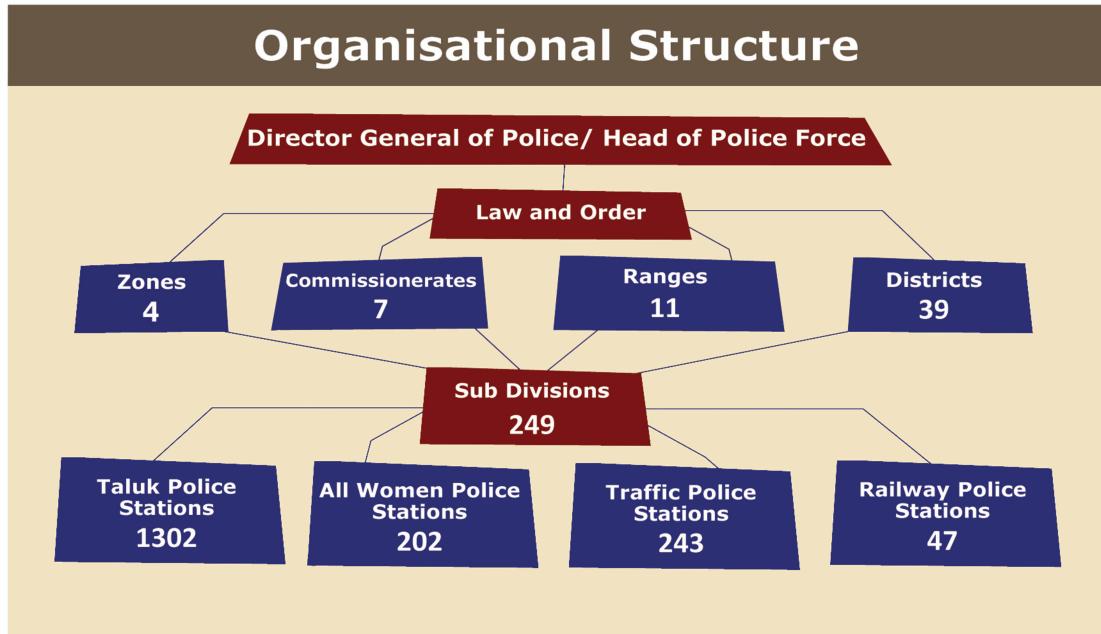 Organisational Structure
Director General of Police/ Head of Police Force
Law and Order
Zones
4
Commissionerates
7
Ranges
11
Districts
39
Sub Divisions
249
Taluk Police
Stations
1302
All Women Police
Stations
202
Traffic Police
Stations
243
Railway Police
Stations
47